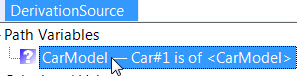 DerivationSource
Path Variables
CarModel — Car#1 is of <CarModel>